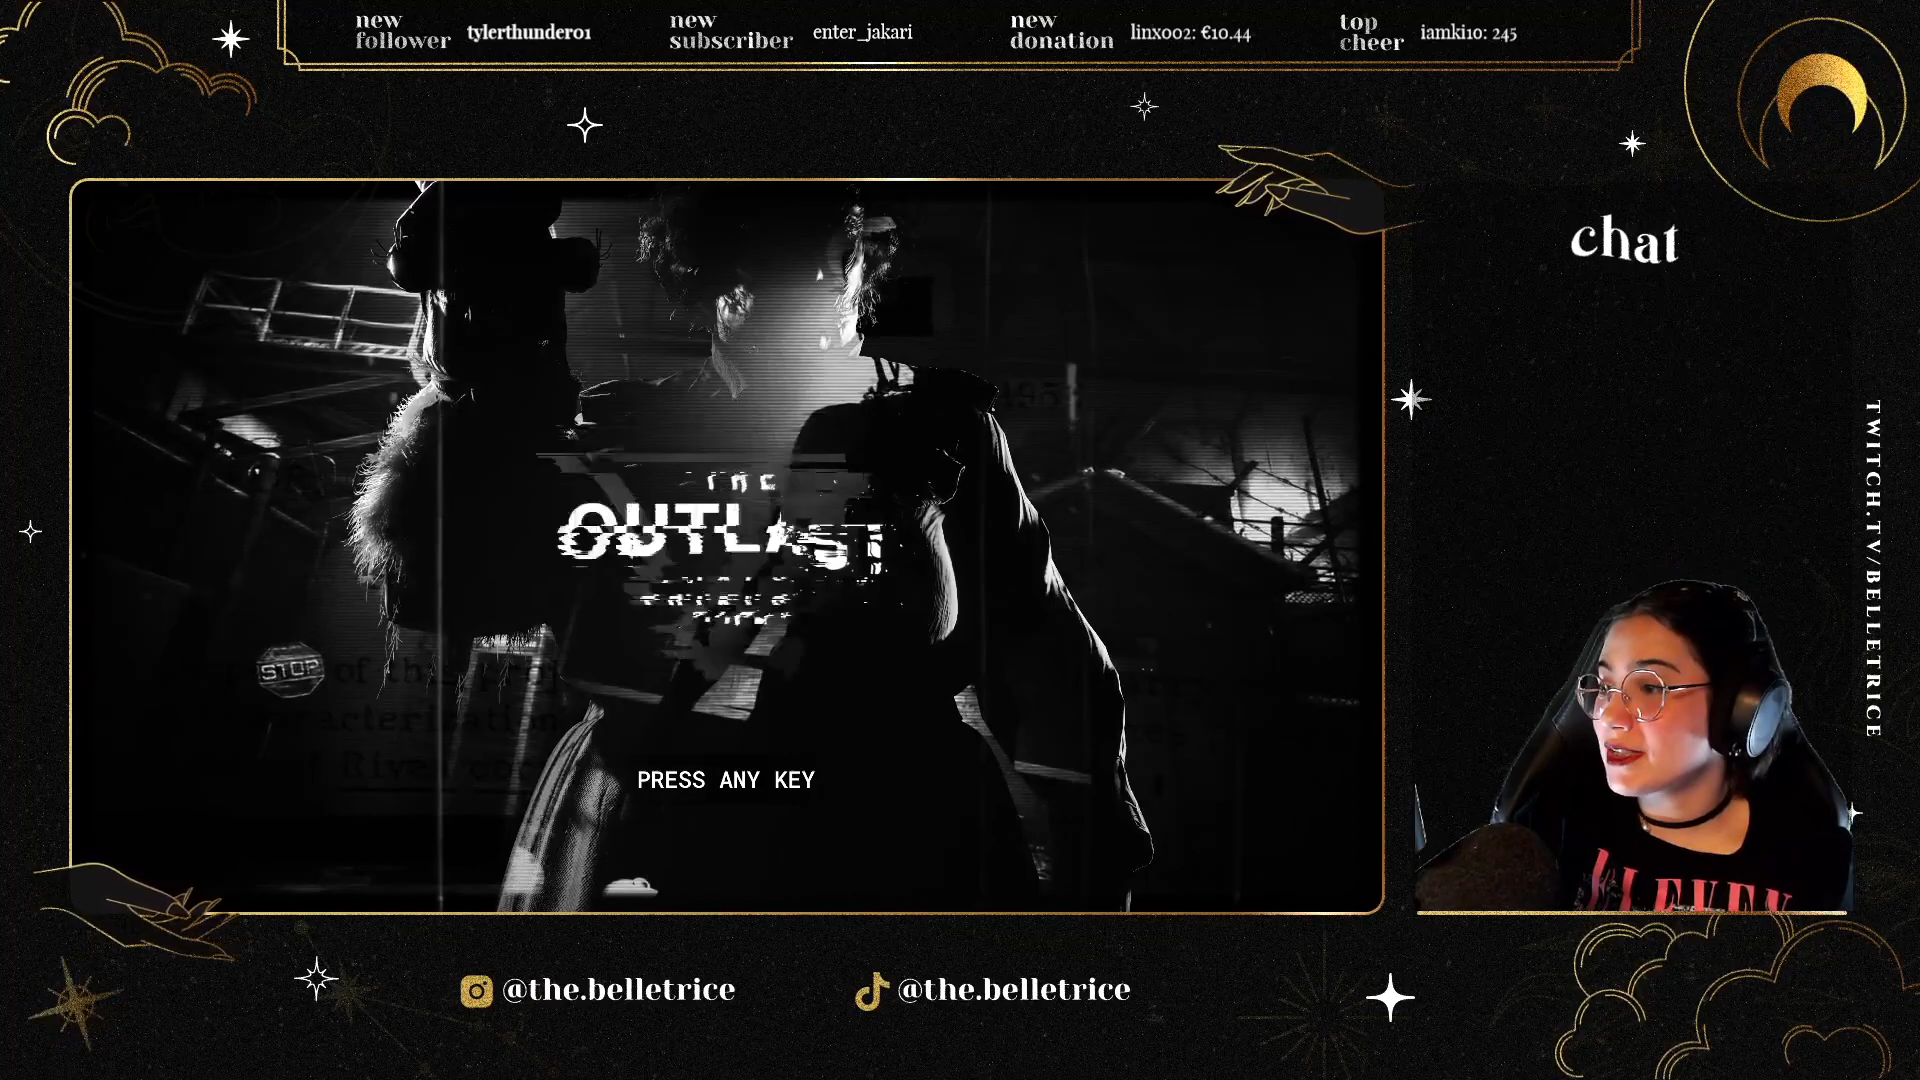 new follower tylerthunder01
new subscriber enter_jakari
new donation linx002: €10.44
top cheer iamki10: 245
chat
THE
OUTLAST
STOP
PRESS ANY KEY
TWITCH.TV/BELLETRICE
ELEVEN
@the.belletrice
@the.belletrice